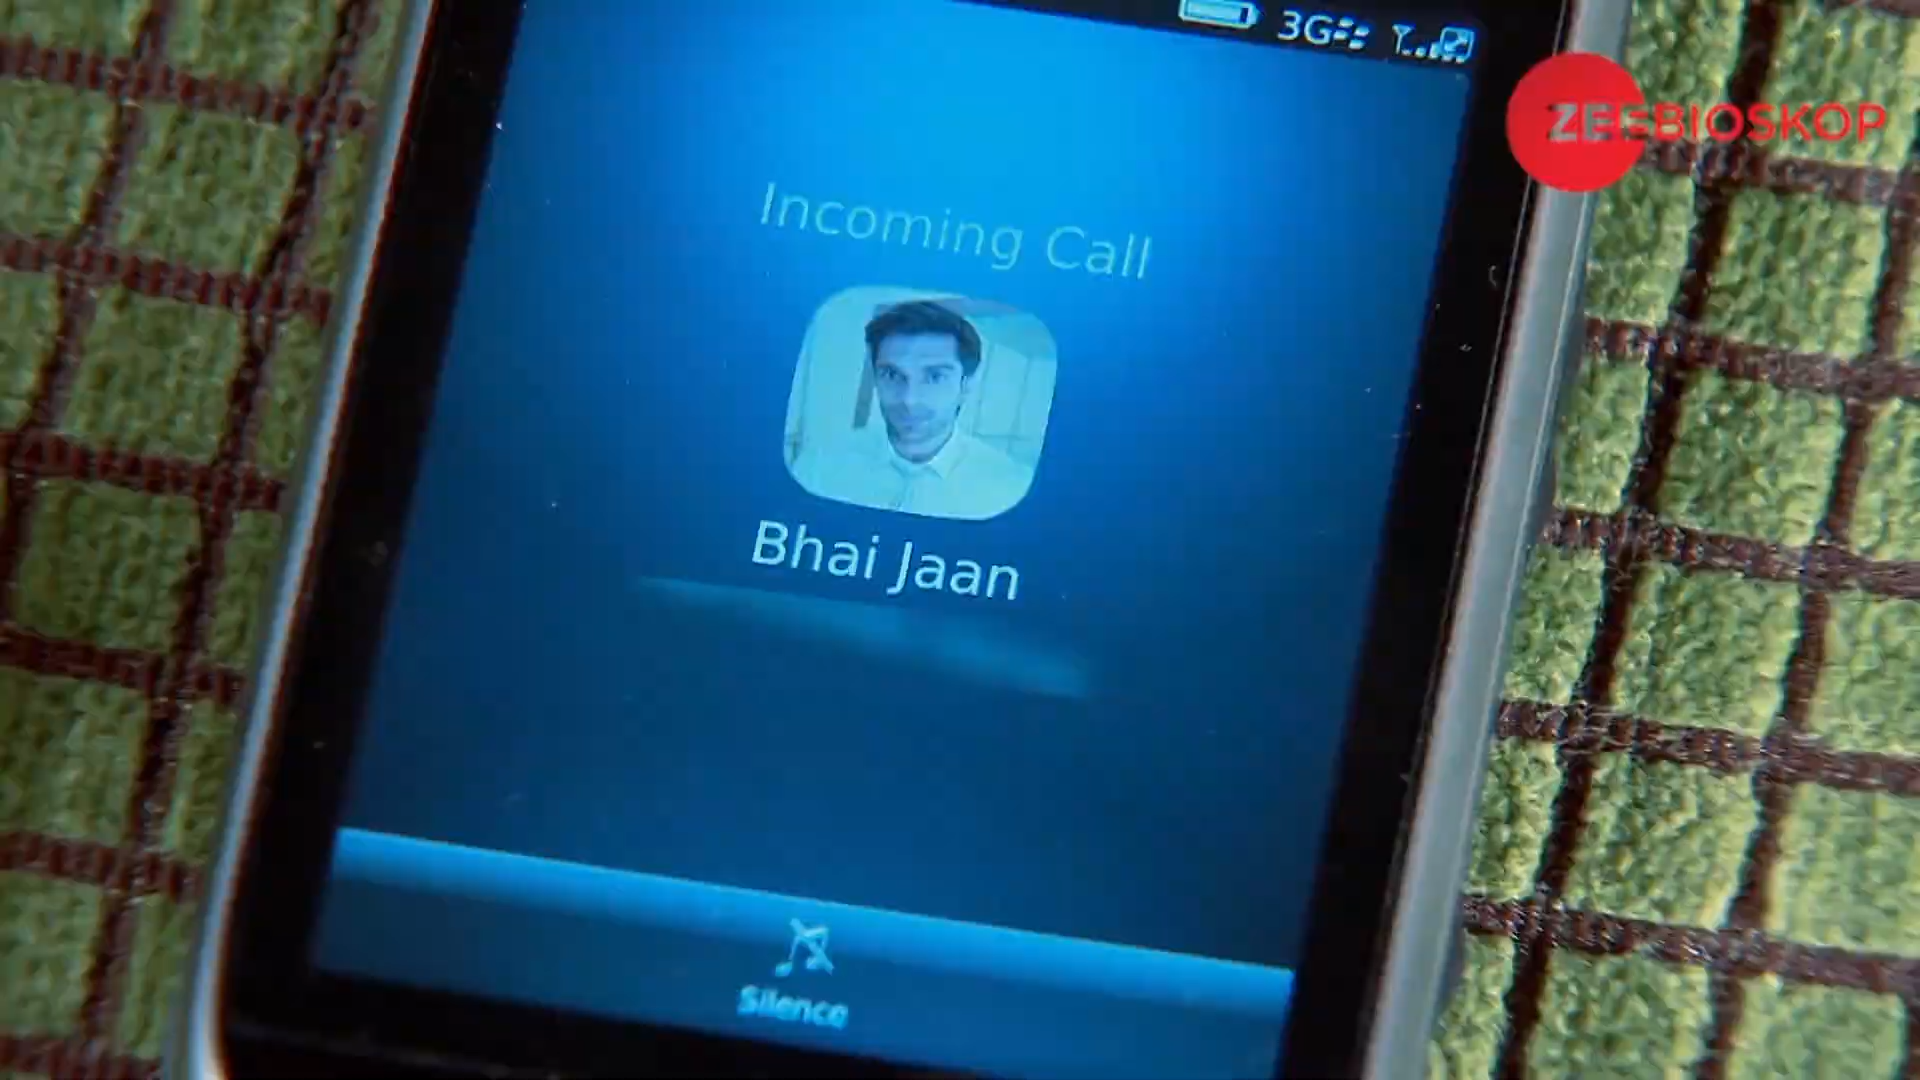 3G
ZEEBIOSKOP
Incoming Call
Bhai Jaan
Silence